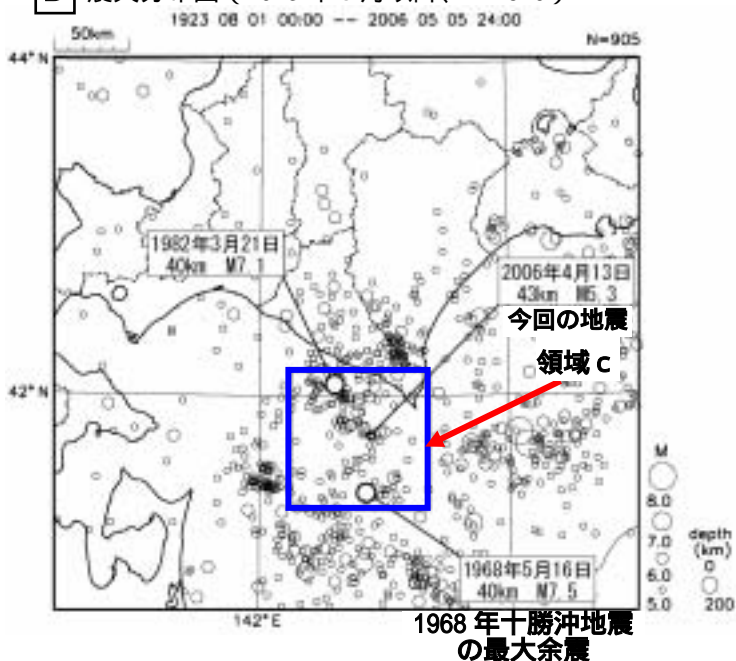 1923 08 01 00:00 -- 2006 05 05 24:00
50km
N=905
44°N
1982年3月21日
40km M7.1
2006年4月13日
43km M5.3
今回の地震
領域c
42°N
M
8.0
7.0
6.0
5.0
depth
(km)
0
200
1968年5月16日
40km M7.5
142°E
1968年十勝沖地震
の最大余震